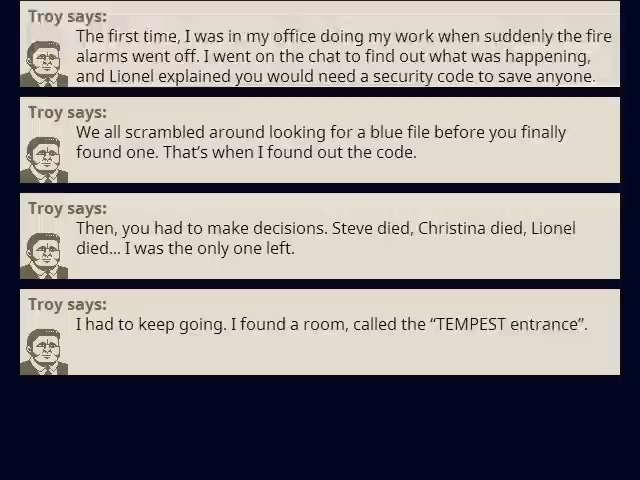 Troy says:
The first time, I was in my office doing my work when suddenly the fire
alarms went off. I went on the chat to find out what was happening,
and Lionel explained you would need a security code to save anyone.
Troy says:
We all scrambled around looking for a blue file before you finally
found one. That’s when I found out the code.
Troy says:
Then, you had to make decisions. Steve died, Christina died, Lionel
died... I was the only one left.
Troy says:
I had to keep going. I found a room, called the “TEMPEST entrance”.